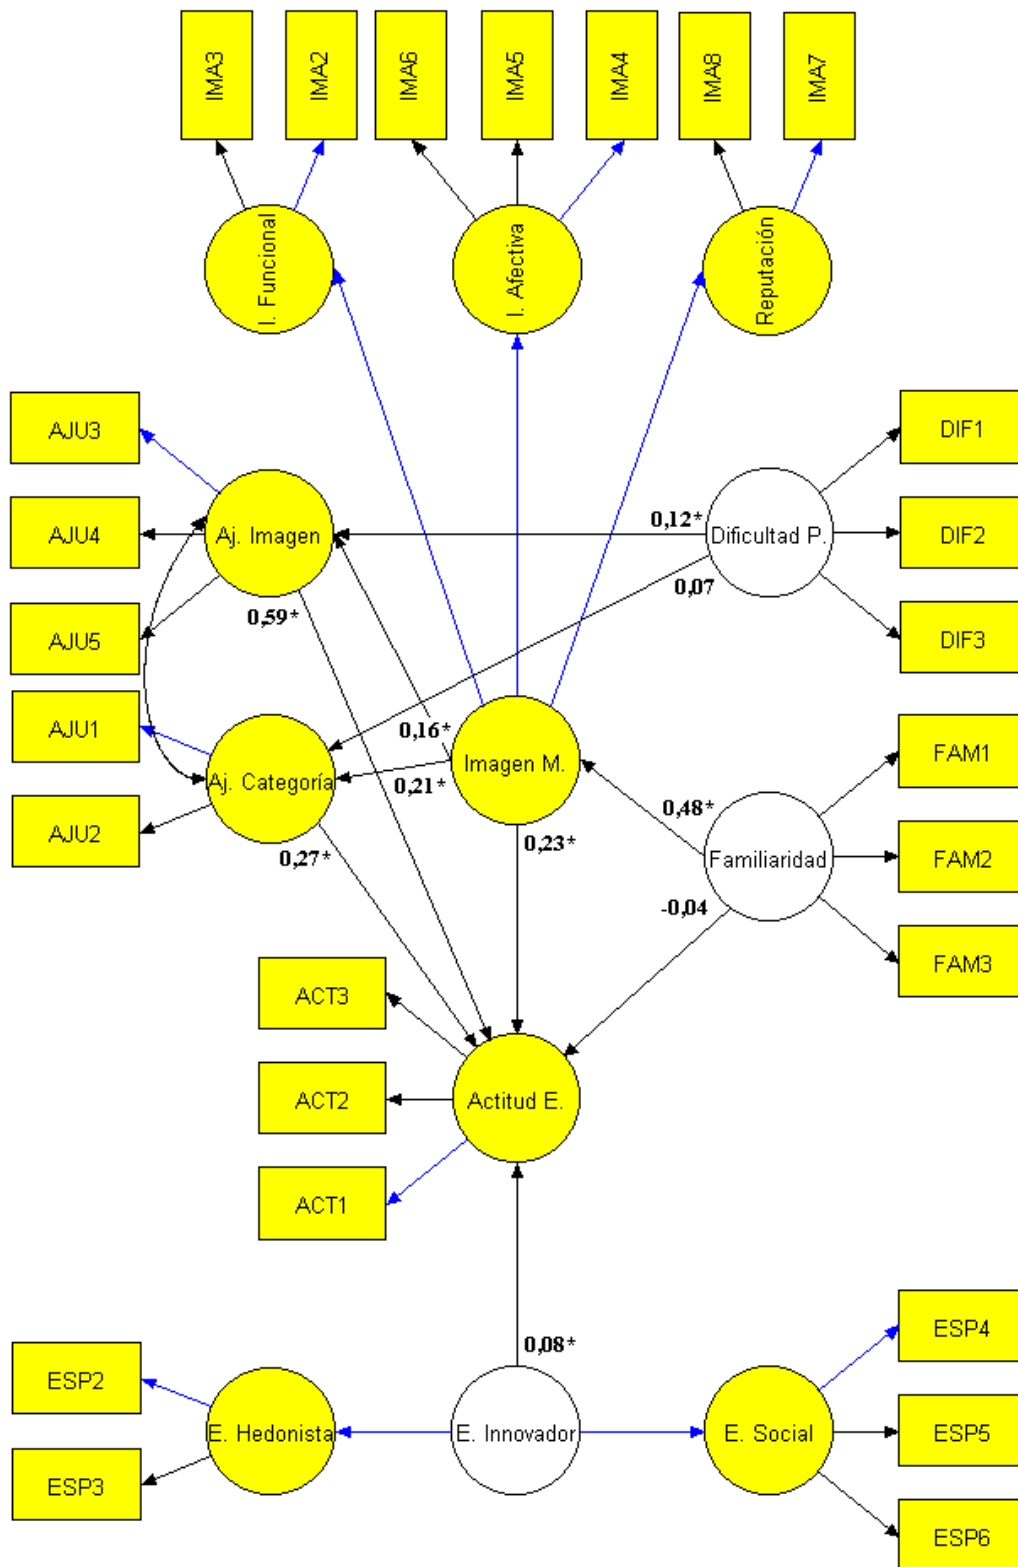 IMA3
IMA2
IMA6
IMA5
IMA4
IMA8
IMA7
I. Funcional
I. Afectiva
Reputación
AJU3
DIF1
Aj. Imagen
0,12*
Dificultad P.
AJU4
DIF2
0,07
0,59*
AJU5
DIF3
AJU1
0,16*
FAM1
Imagen M.
Aj. Categoría
0,21*
0,48*
AJU2
0,27*
0,23*
Familiaridad
FAM2
-0,04
FAM3
ACT3
ACT2
Actitud E.
ACT1
ESP4
0,08*
ESP2
E. Hedonista
E. Innovador
E. Social
ESP5
ESP3
ESP6